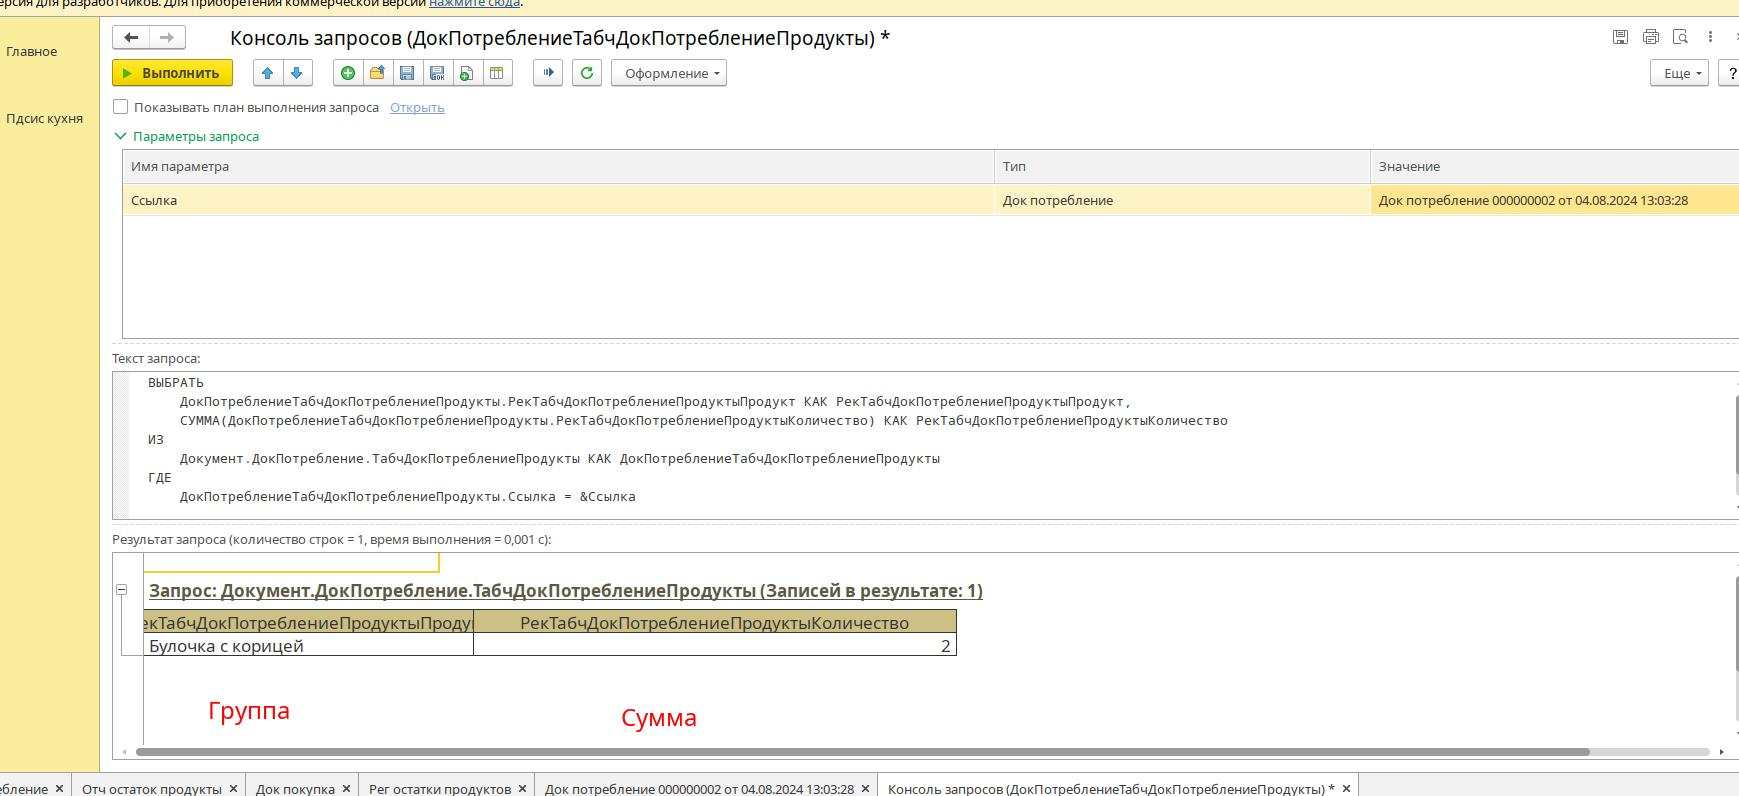 ерсия для разработчиков. Для приобретения коммерческой версии нажмите сюда.
Главное
Пдсис кухня
Консоль запросов (ДокПотреблениеТабчДокПотреблениеПродукты) *
Выполнить
Оформление
Еще
?
Показывать план выполнения запроса Открыть
Параметры запроса
Имя параметра Тип Значение
Ссылка Док потребление Док потребление 000000002 от 04.08.2024 13:03:28
Текст запроса:
ВЫБРАТЬ
ДокПотреблениеТабчДокПотреблениеПродукты.РекТабчДокПотреблениеПродуктыПродукт КАК РекТабчДокПотреблениеПродуктыПродукт,
СУММА(ДокПотреблениеТабчДокПотреблениеПродукты.РекТабчДокПотреблениеПродуктыКоличество) КАК РекТабчДокПотреблениеПродуктыКоличество
ИЗ
Документ.ДокПотребление.ТабчДокПотреблениеПродукты КАК ДокПотреблениеТабчДокПотреблениеПродукты
ГДЕ
ДокПотреблениеТабчДокПотреблениеПродукты.Ссылка = &Ссылка
Результат запроса (количество строк = 1, время выполнения = 0,001 с):
Запрос: Документ.ДокПотребление.ТабчДокПотреблениеПродукты (Записей в результате: 1)
екТабчДокПотреблениеПродуктыПродук РекТабчДокПотреблениеПродуктыКоличество
Булочка с корицей 2
Группа Сумма
ебление × Отч остаток продукты × Док покупка × Рег остатки продуктов × Док потребление 000000002 от 04.08.2024 13:03:28 × Консоль запросов (ДокПотреблениеТабчДокПотреблениеПродукты) * ×